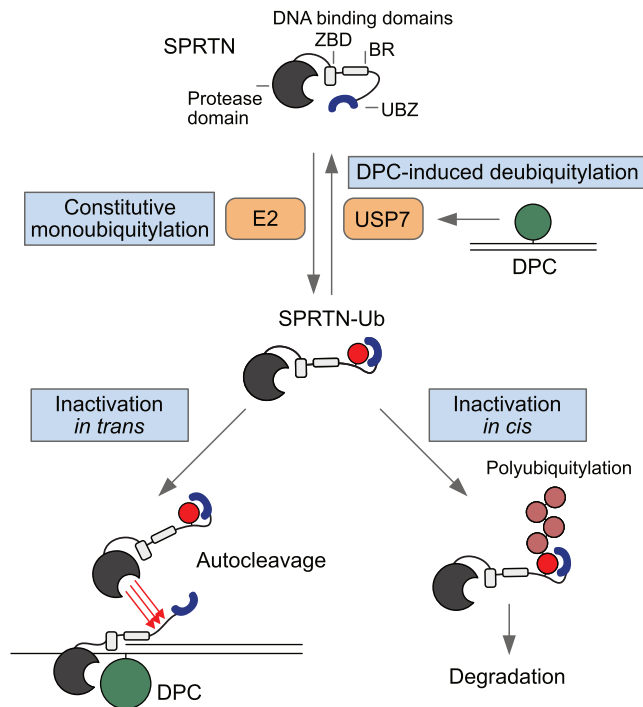 DNA binding domains
SPRTN
ZBD
BR
Protease
domain
UBZ
DPC-induced deubiquitylation
Constitutive
monoubiquitylation
E2
USP7
DPC
SPRTN-Ub
Inactivation
in trans
Inactivation
in cis
Polyubiquitylation
Autocleavage
DPC
Degradation